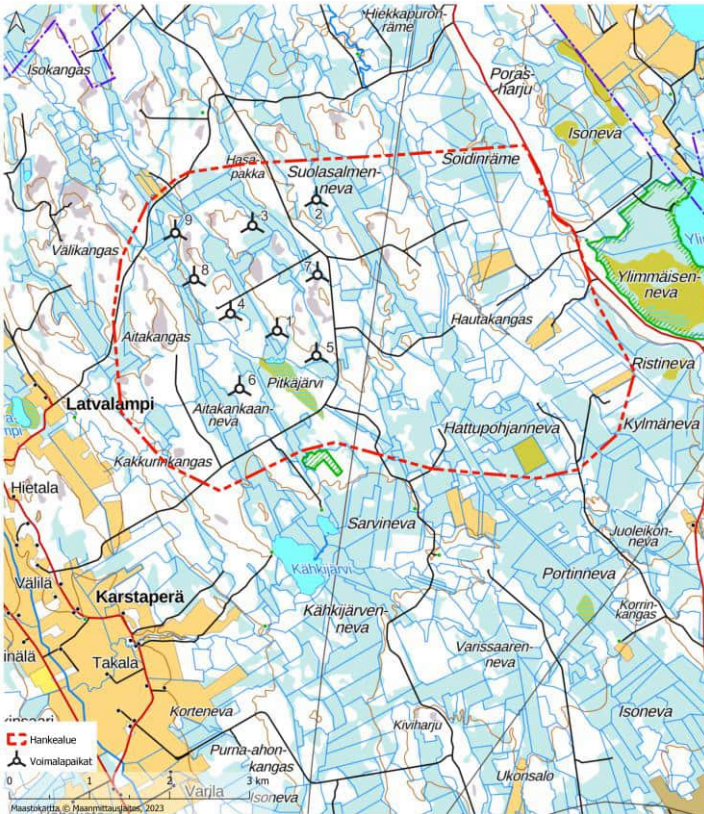 Hiekkapuron-
räme
Isokangas
Poras-
harju
Isoneva
Hasa-
pakka
Suolasalmen-
neva
Soidinräme
2
3
9
Välikangas
7
8
Ylimmäisen-
neva
4
Hautakangas
1
Aitakangas
5
Ristineva
Pitkäjärvi
6
Latvalampi
Aitakankaan-
neva
Hattupohjanneva
Kylmäneva
Kakkurinkangas
Hietala
Sarvineva
Juoleikon-
neva
Kähkijärvi
Välilä
Portinneva
Karstaperä
Kähkijärven-
neva
Korrin-
kangas
Varissaaren-
neva
inälä
Takala
Isoneva
Korteneva
Kiviharju
Hankealue
Purna-ahon-
kangas
Voimalapaikat
Ukonsalo
0 1 2 3 km
Varila
Isoneva
Maastokartta, © Maanmittauslaitos, 2023